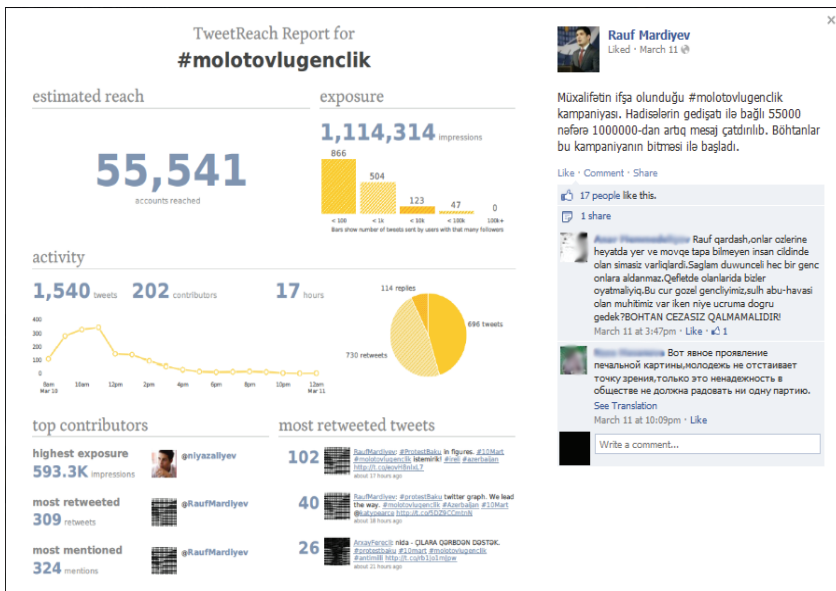 TweetReach Report for
#molotovlugenclik
estimated reach
55,541
accounts reached
exposure
1,114,314 impressions
866
504
123
47
0
< 100
< 1k
< 10k
< 100k
100k+
Bars show number of tweets sent by users with that many followers
activity
1,540 tweets
202 contributors
17 hours
400
300
200
100
0
8am
10am
12pm
2pm
4pm
6pm
8pm
10pm
12am
Mar 10
Mar 11
114 replies
696 tweets
730 retweets
top contributors
highest exposure
593.3K impressions
@niyazaliyev
most retweeted
309 retweets
@RaufMardiyev
most mentioned
324 mentions
@RaufMardiyev
most retweeted tweets
102
RaufMardiyev: #ProtestBaku in figures. #10Mart
#molotovlugenclik istemirik! #ireli #azerbaijan
about 17 hours ago
40
RaufMardiyev: #protestBaku twitter graph. We lead
the way. #molotovlugenclik #Azerbaijan #10Mart
@katypearce
about 18 hours ago
26
ArxayFerecli: nida - ÇILARA QƏRBDƏN DƏSTƏK.
#protestbaku #10mart #molotovlugenclik
#antimilli
about 21 hours ago
Rauf Mardiyev
Liked · March 11
Müxalifətin ifşa olunduğu #molotovlugenclik
kampaniyası. Hadisələrin gedişatı ilə bağlı 55000
nəfərə 1000000-dan artıq mesaj çatdırılıb. Böhtanlar
bu kampaniyanın bitməsi ilə başladı.
Like · Comment · Share
17 people like this.
1 share
Rauf qardash,onlar ozlerine
heyatda yer ve movqe tapa bilmeyen insan cildinde
olan simasiz varliqlardi.Saglam duwunceli hec bir genc
onlara aldanmaz.Qefletde olanlarida bizler
oyatmaliyiq.Bu cur gozel gencliyimiz,sulh abu-havasi
olan muhitimiz var iken niye ucruma dogru
gedek?BOHTAN CEZASIZ QALMAMALIDIR!
March 11 at 3:47pm · Like · 1
Вот явное проявление
печальной картины,молодежь не отстаивает
точку зрения,только это ненадежность в
обществе не должна радовать ни одну партию.
See Translation
March 11 at 10:09pm · Like
Write a comment...